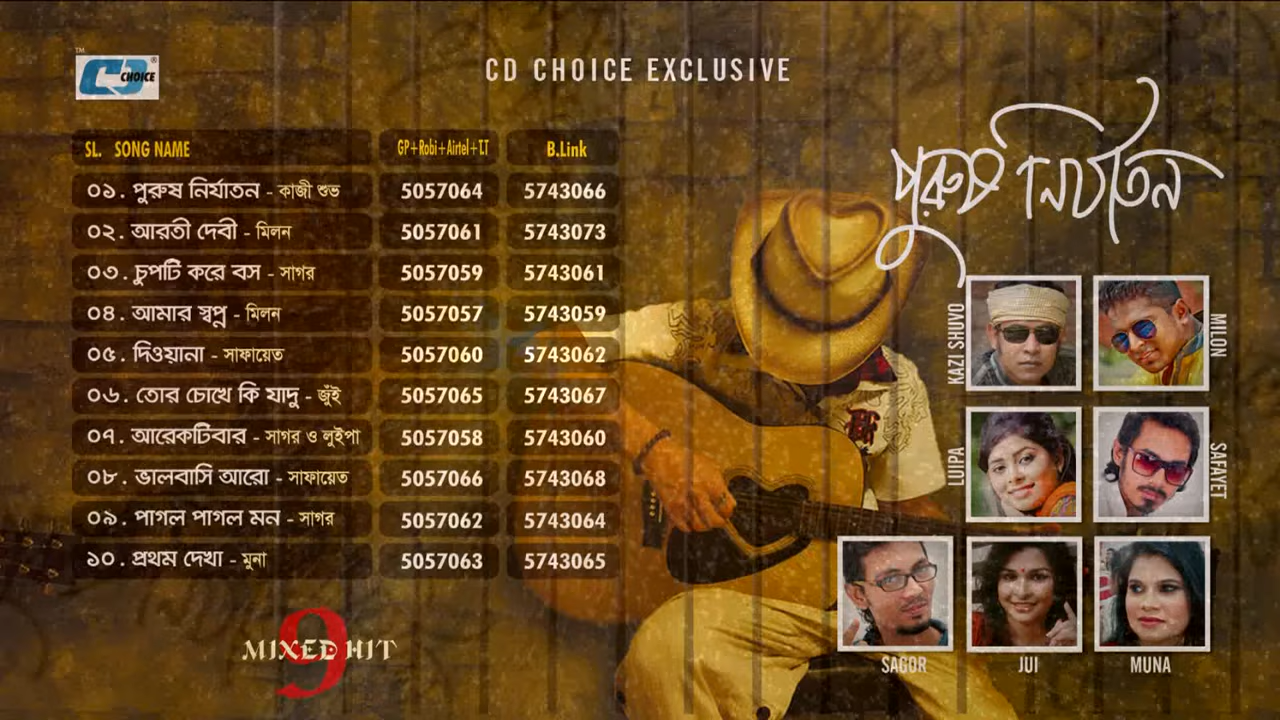 TM
CD CHOICE ®
CD CHOICE EXCLUSIVE
পুরুষ নির্যাতন
SL. SONG NAME GP+Robi+Airtel+T.T B.Link
০১. পুরুষ নির্যাতন - কাজী শুভ 5057064 5743066
০২. আরতী দেবী - মিলন 5057061 5743073
০৩. চুপটি করে বস - সাগর 5057059 5743061
০৪. আমার স্বপ্ন - মিলন 5057057 5743059
০৫. দিওয়ানা - সাফায়েত 5057060 5743062
০৬. তোর চোখে কি যাদু - জুঁই 5057065 5743067
০৭. আরেকটিবার - সাগর ও লুইপা 5057058 5743060
০৮. ভালবাসি আরো - সাফায়েত 5057066 5743068
০৯. পাগল পাগল মন - সাগর 5057062 5743064
১০. প্রথম দেখা - মুনা 5057063 5743065
KAZI SHUVO
MILON
LUIPA
SAFAYET
SAGOR JUI MUNA
MIXED HIT
9